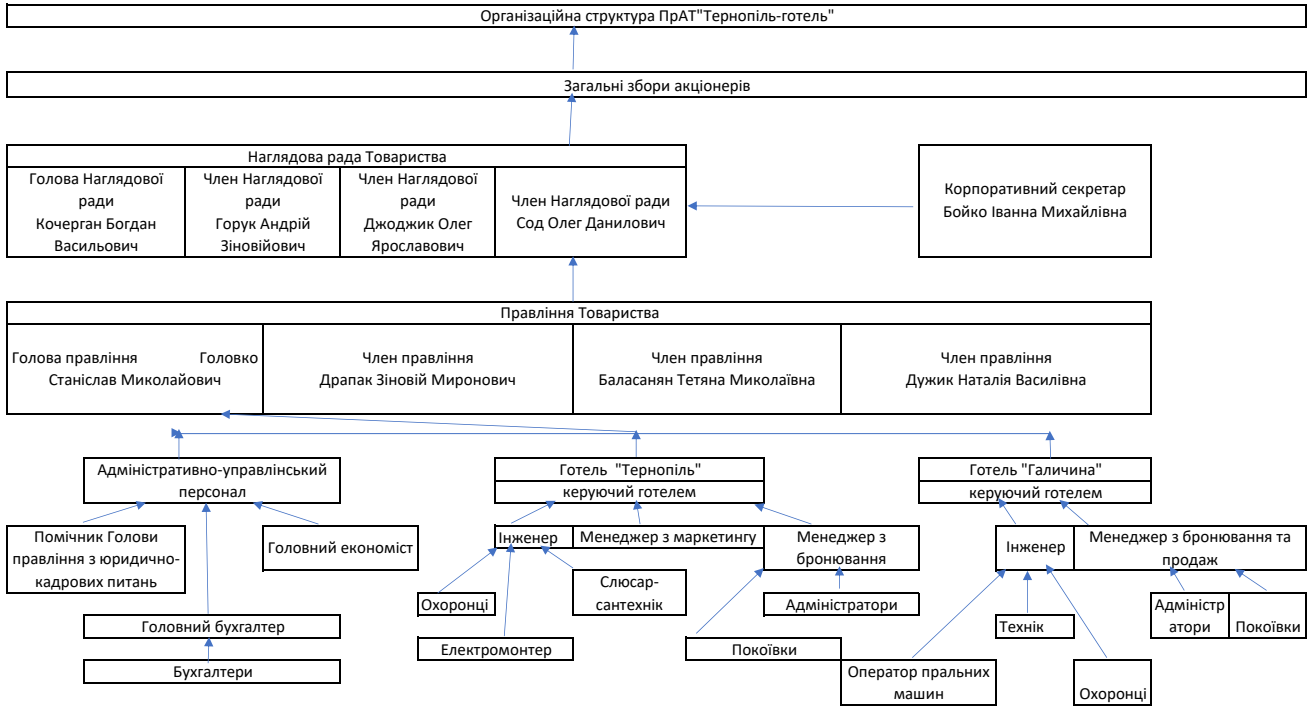 Організаційна структура ПрАТ"Тернопіль-готель"
Загальні збори акціонерів
Наглядова рада Товариства
Голова Наглядової
ради
Кочерган Богдан
Васильович
Член Наглядової
ради
Горук Андрій
Зіновійович
Член Наглядової
ради
Джоджик Олег
Ярославович
Член Наглядової ради
Сод Олег Данилович
Корпоративний секретар
Бойко Іванна Михайлівна
Правління Товариства
Голова правління Головко
Станіслав Миколайович
Член правління
Драпак Зіновій Миронович
Член правління
Баласанян Тетяна Миколаївна
Член правління
Дужик Наталія Василівна
Адміністративно-управлінський
персонал
Готель "Тернопіль"
керуючий готелем
Готель "Галичина"
керуючий готелем
Помічник Голови
правління з юридично-
кадрових питань
Головний економіст
Інженер
Менеджер з маркетингу
Менеджер з
бронювання
Інженер
Менеджер з бронювання та
продаж
Охоронці
Слюсар-
сантехнік
Адміністратори
Головний бухгалтер
Технік
Адміністр
атори
Покоївки
Електромонтер
Покоївки
Бухгалтери
Оператор пральних
машин
Охоронці